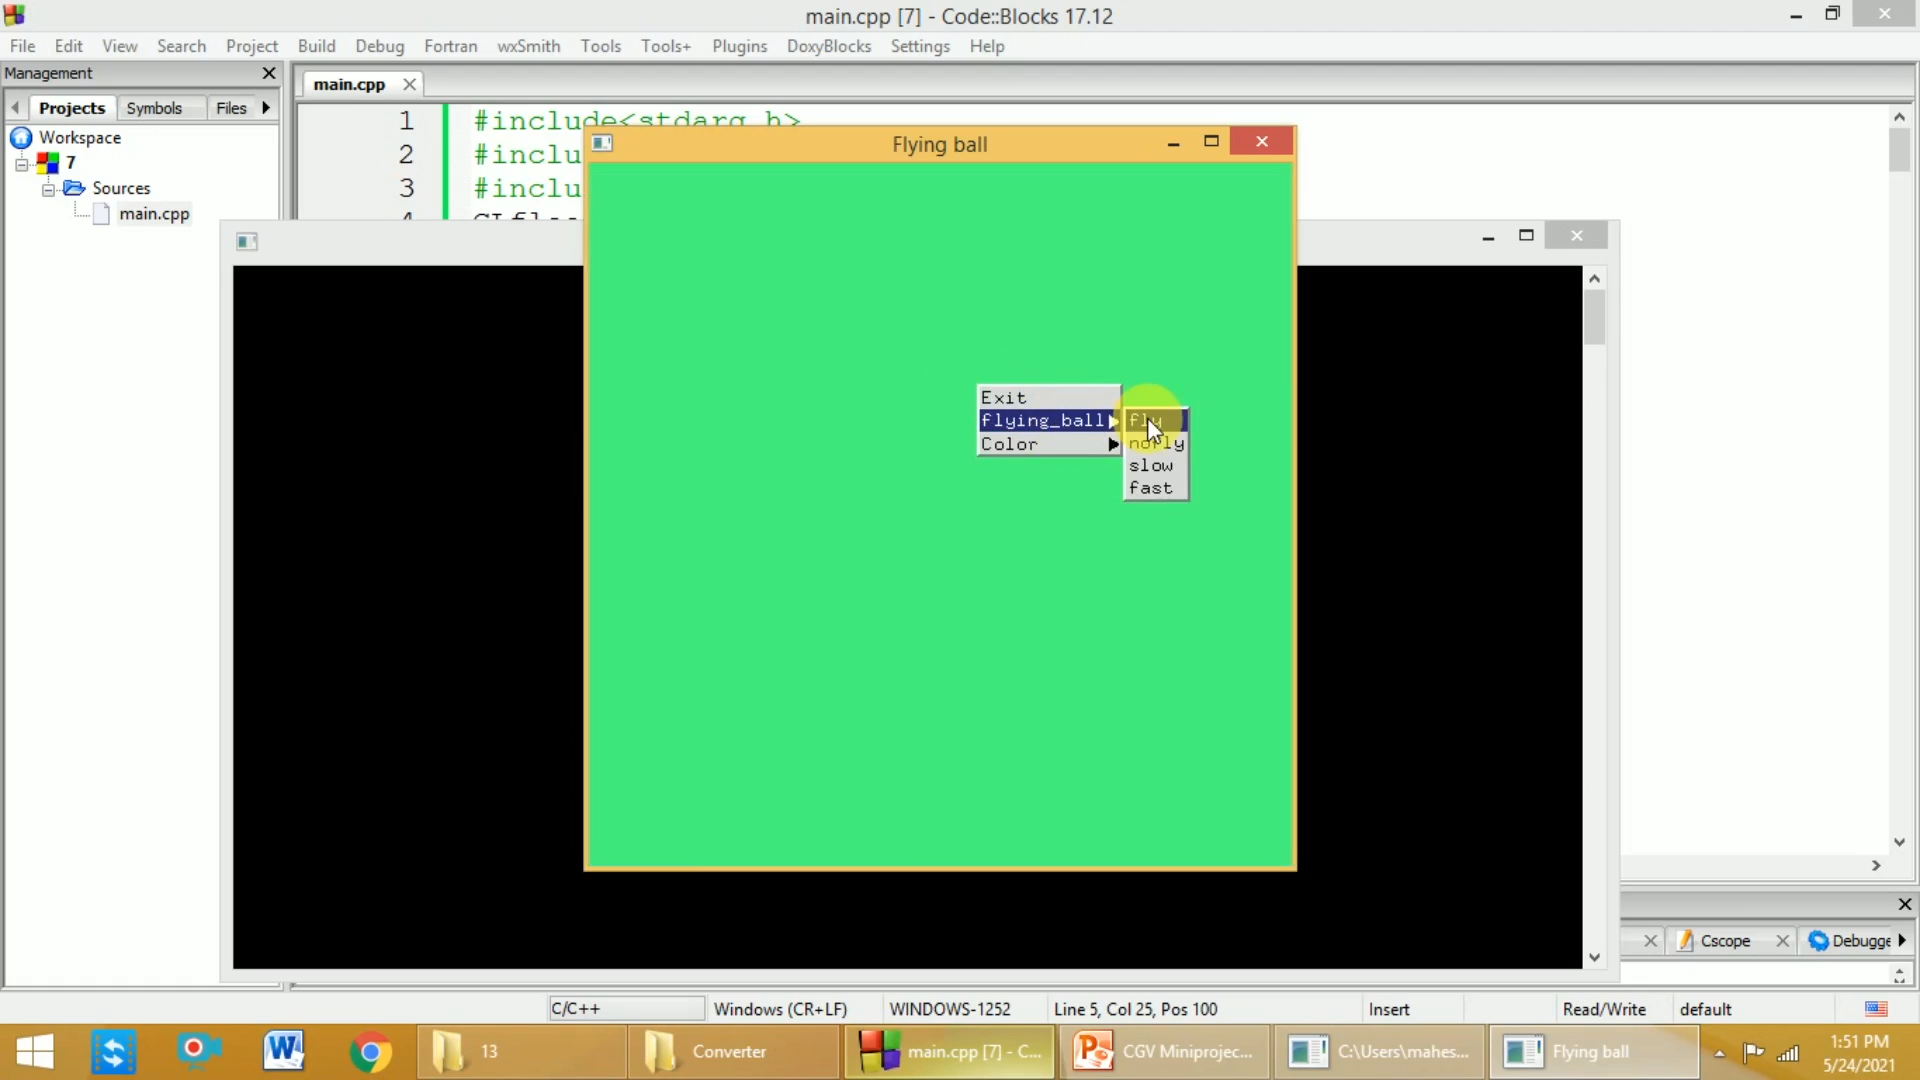 main.cpp [7] - Code::Blocks 17.12
File Edit View Search Project Build Debug Fortran wxSmith Tools Tools+ Plugins DoxyBlocks Settings Help
Management
Projects Symbols Files
main.cpp
Workspace
7
Sources
main.cpp
1 #include<stdarg.h>
2 #inclu
3 #inclu
4
Flying ball
Exit
flying_ball
Color
fly
nofly
slow
fast
Cscope
Debugge
C/C++ Windows (CR+LF) WINDOWS-1252 Line 5, Col 25, Pos 100 Insert Read/Write default
13 Converter main.cpp [7] - C... CGV Miniprojec... C:\Users\mahes... Flying ball
1:51 PM
5/24/2021